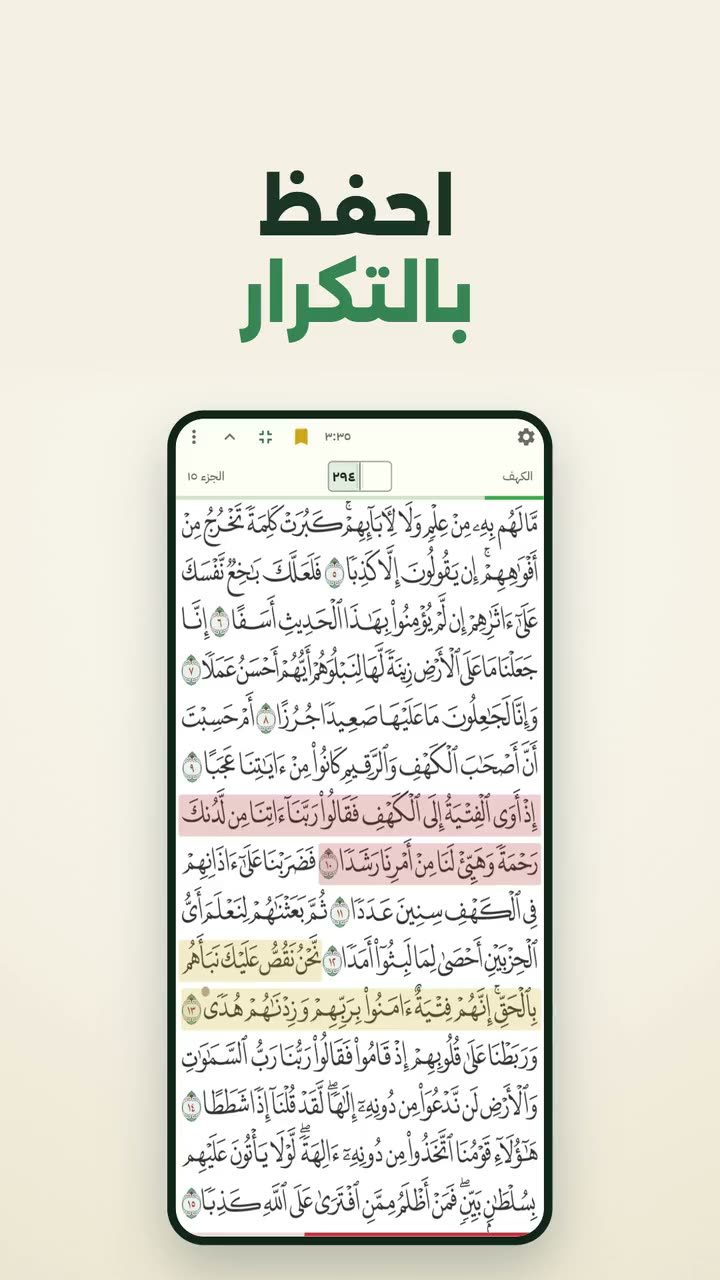 احفظ
بالتكرار
٣:٣٥
الكهف
٢٩٤
الجزء ١٥
مَّا لَهُم بِهِۦ مِنْ عِلْمٍ وَلَا لِأٓبَآئِهِمْۚ كَبُرَتْ كَلِمَةً تَخْرُجُ مِنْ
أَفْوَٰهِهِمْۚ إِن يَقُولُونَ إِلَّا كَذِبًا ٥ فَلَعَلَّكَ بَٰخِعٌ نَّفْسَكَ
عَلَىٰٓ ءَاثَٰرِهِمْ إِن لَّمْ يُؤْمِنُوا۟ بِهَٰذَا ٱلْحَدِيثِ أَسَفًا ٦ إِنَّا
جَعَلْنَا مَا عَلَى ٱلْأَرْضِ زِينَةً لَّهَا لِنَبْلُوَهُمْ أَيُّهُمْ أَحْسَنُ عَمَلًا ٧
وَإِنَّا لَجَٰعِلُونَ مَا عَلَيْهَا صَعِيدًا جُرُزًا ٨ أَمْ حَسِبْتَ
أَنَّ أَصْحَٰبَ ٱلْكَهْفِ وَٱلرَّقِيمِ كَانُوا۟ مِنْ ءَايَٰتِنَا عَجَبًا ٩
إِذْ أَوَى ٱلْفِتْيَةُ إِلَى ٱلْكَهْفِ فَقَالُوا۟ رَبَّنَآ ءَاتِنَا مِن لَّدُنكَ
رَحْمَةً وَهَيِّئْ لَنَا مِنْ أَمْرِنَا رَشَدًا ١٠ فَضَرَبْنَا عَلَىٰٓ ءَاذَانِهِمْ
فِى ٱلْكَهْفِ سِنِينَ عَدَدًا ١١ ثُمَّ بَعَثْنَٰهُمْ لِنَعْلَمَ أَىُّ
ٱلْحِزْبَيْنِ أَحْصَىٰ لِمَا لَبِثُوٓا۟ أَمَدًا ١٢ نَّحْنُ نَقُصُّ عَلَيْكَ نَبَأَهُم
بِٱلْحَقِّۚ إِنَّهُمْ فِتْيَةٌ ءَامَنُوا۟ بِرَبِّهِمْ وَزِدْنَٰهُمْ هُدًى ١٣
وَرَبَطْنَا عَلَىٰ قُلُوبِهِمْ إِذْ قَامُوا۟ فَقَالُوا۟ رَبُّنَا رَبُّ ٱلسَّمَٰوَٰتِ
وَٱلْأَرْضِ لَن نَّدْعُوَا۟ مِن دُونِهِۦٓ إِلَٰهًاۖ لَّقَدْ قُلْنَآ إِذًا شَطَطًا ١٤
هَٰٓؤُلَآءِ قَوْمُنَا ٱتَّخَذُوا۟ مِن دُونِهِۦٓ ءَالِهَةًۖ لَّوْلَا يَأْتُونَ عَلَيْهِم
بِسُلْطَٰنٍۭ بَيِّنٍۖ فَمَنْ أَظْلَمُ مِمَّنِ ٱفْتَرَىٰ عَلَى ٱللَّهِ كَذِبًا ١٥